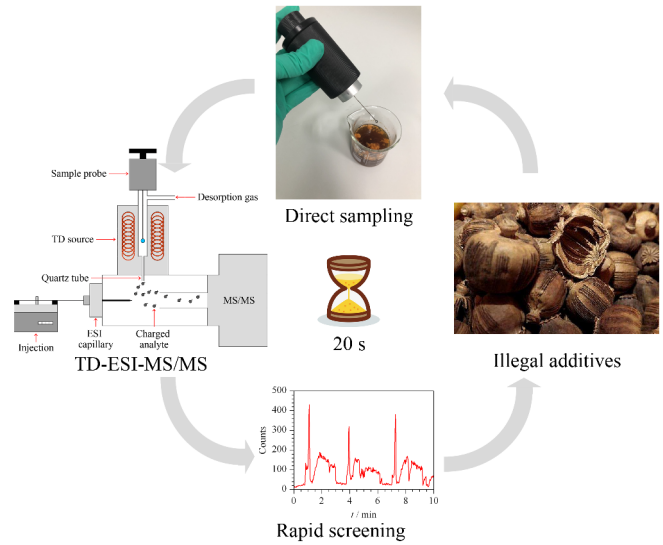 Direct sampling
Sample probe
Desorption gas
TD source
Quartz tube
MS/MS
ESI
capillary
Charged
analyte
Injection
TD-ESI-MS/MS
20 s
Illegal additives
500
400
300
200
100
0
Counts
0
2
4
6
8
10
t / min
Rapid screening